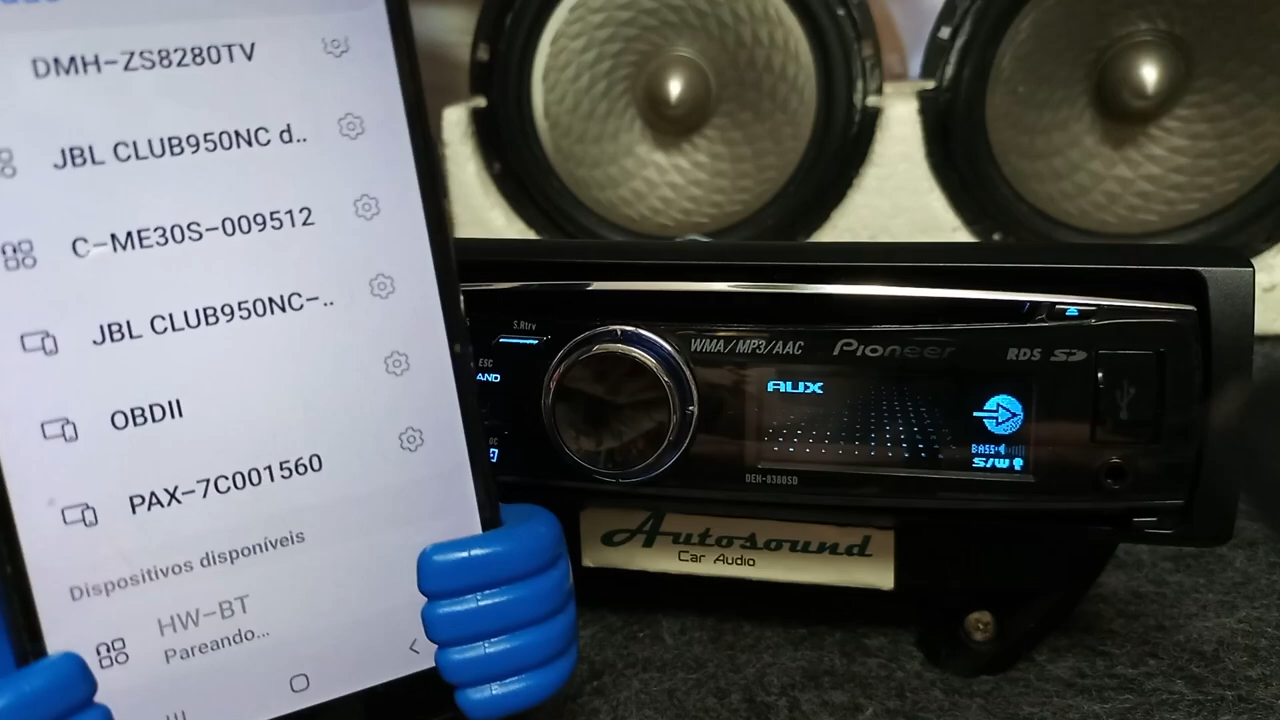 DMH-ZS8280TV
JBL CLUB950NC d..
C-ME30S-009512
JBL CLUB950NC-..
OBDII
PAX-7C001560
Dispositivos disponíveis
HW-BT
Pareando...
S.Rtrv
ESC
AND
WMA/MP3/AAC
Pioneer
RDS SD
AUX
BASS
S/W
DEH-8380SD
Autosound
Car Audio